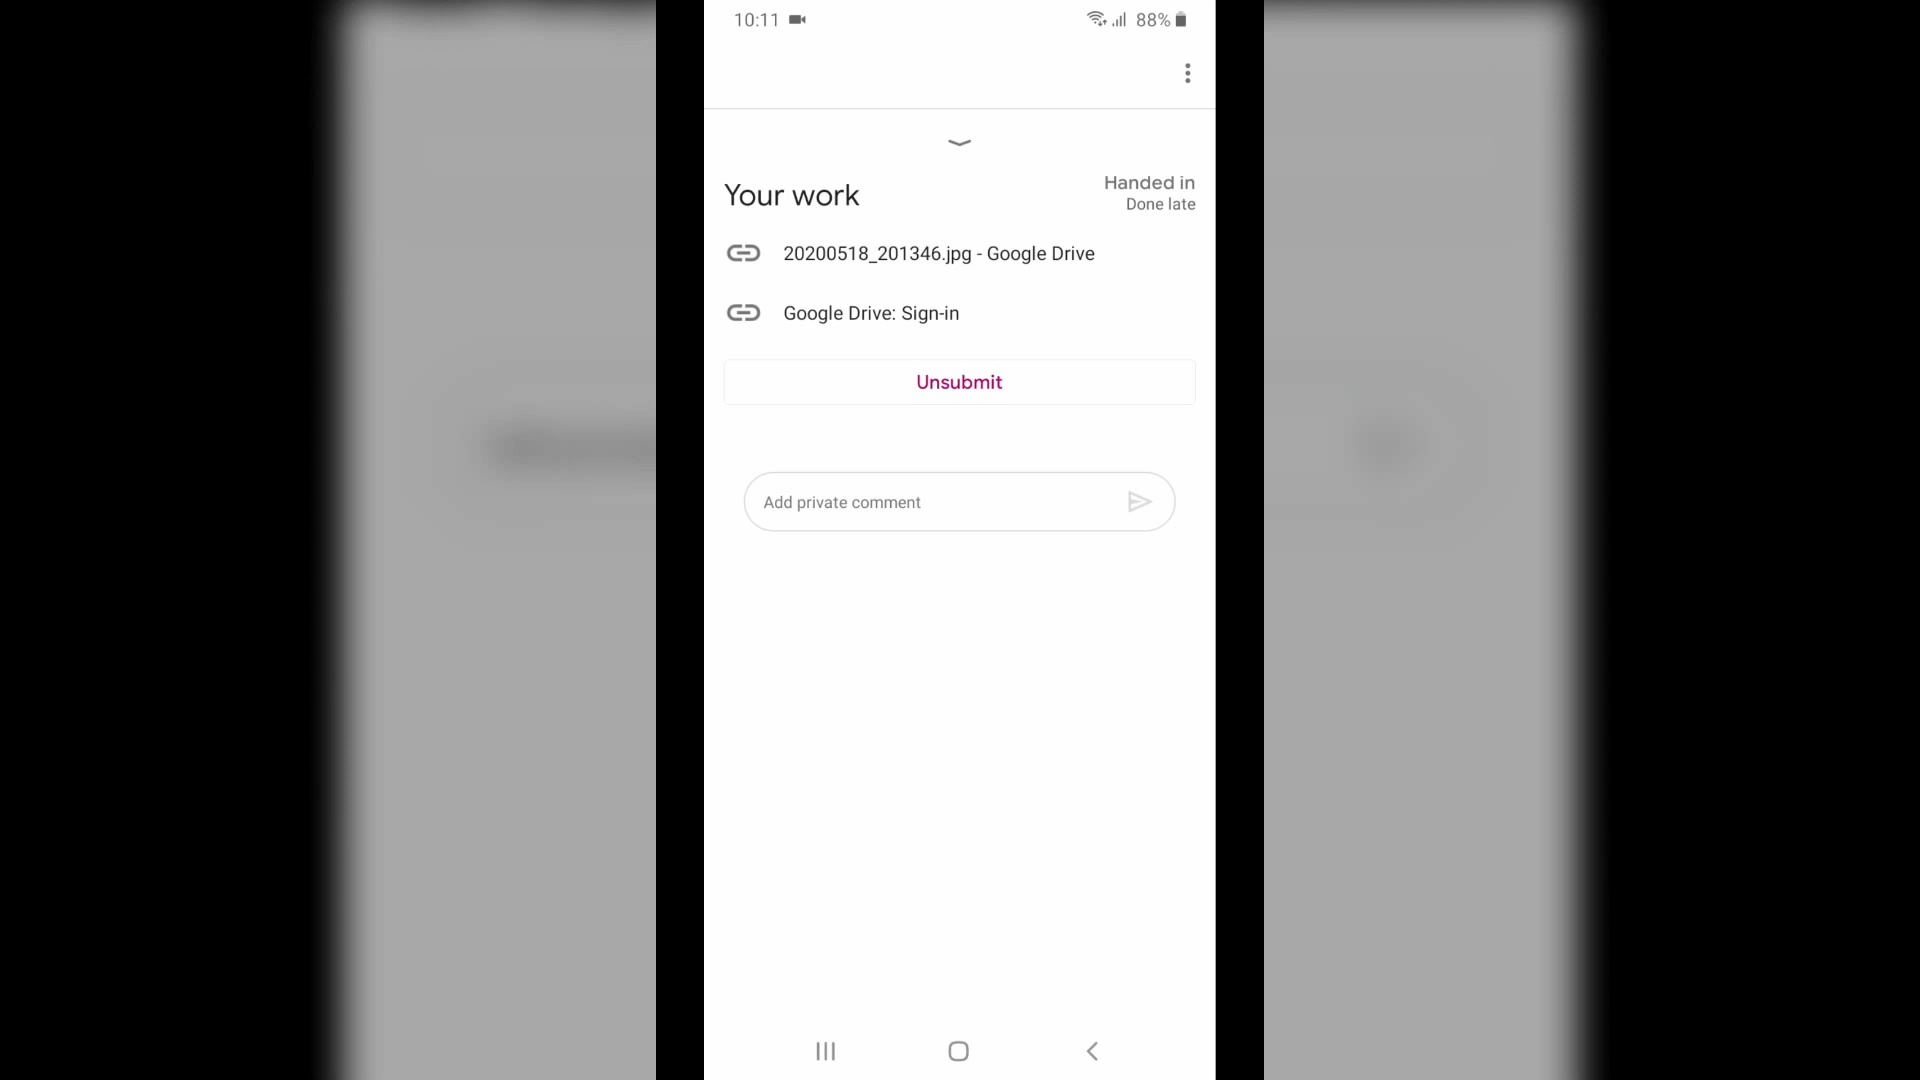 10:11 88%
Your work
Handed in
Done late
20200518_201346.jpg - Google Drive
Google Drive: Sign-in
Unsubmit
Add private comment